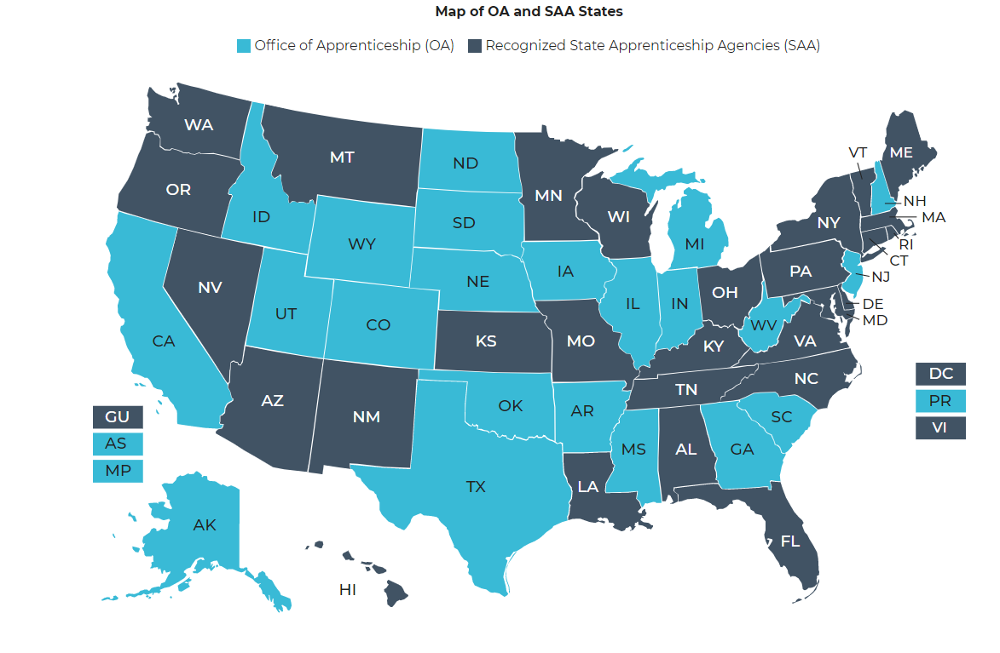 Map of OA and SAA States
Office of Apprenticeship (OA) Recognized State Apprenticeship Agencies (SAA)
WA
MT
ND
MN
VT
ME
OR
ID
SD
WI
NY
NH
MA
WY
MI
RI
CT
NV
NE
IA
PA
NJ
UT
CO
IL
IN
OH
DE
MD
CA
KS
MO
WV
KY
VA
AZ
NM
OK
AR
TN
NC
DC
GU
SC
PR
AS
MS
AL
GA
VI
MP
TX
LA
AK
FL
HI